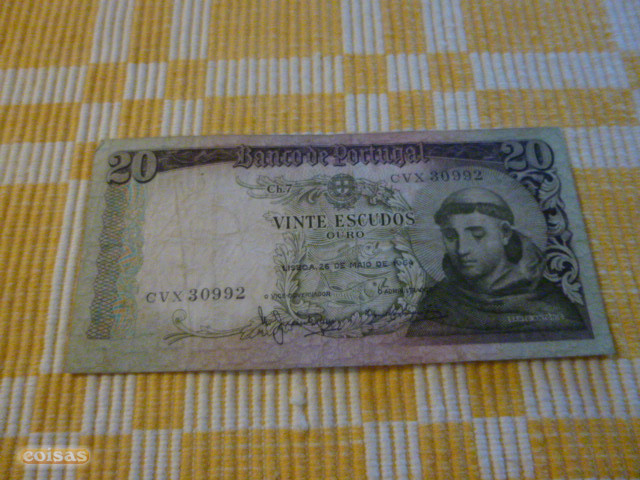 20 Banco de Portugal 20
Ch. 7 CVX 30992
VINTE ESCUDOS
OURO
LISBOA, 26 DE MAIO DE 1964
CVX 30992
coisas